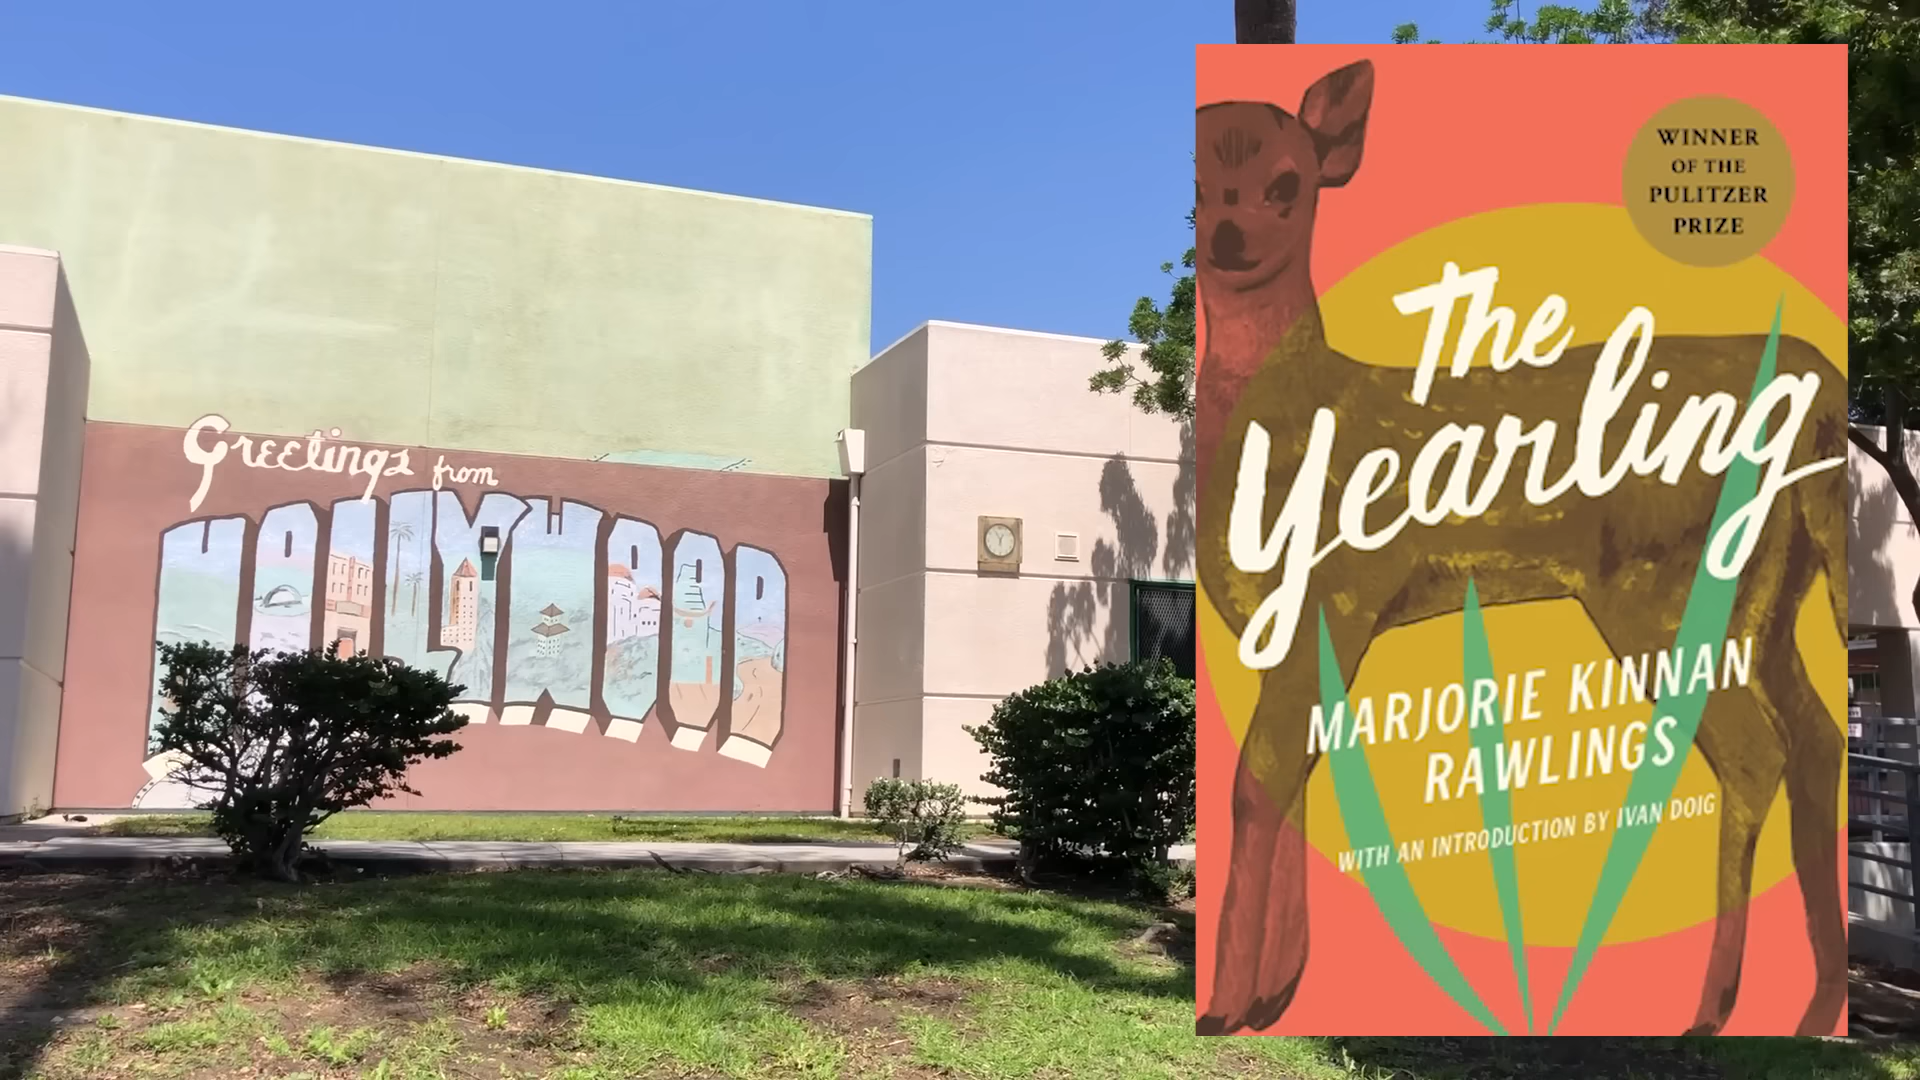 Greetings from
HOLLYWOOD
WINNER
OF THE
PULITZER
PRIZE
The
Yearling
MARJORIE KINNAN
RAWLINGS
WITH AN INTRODUCTION BY IVAN DOIG